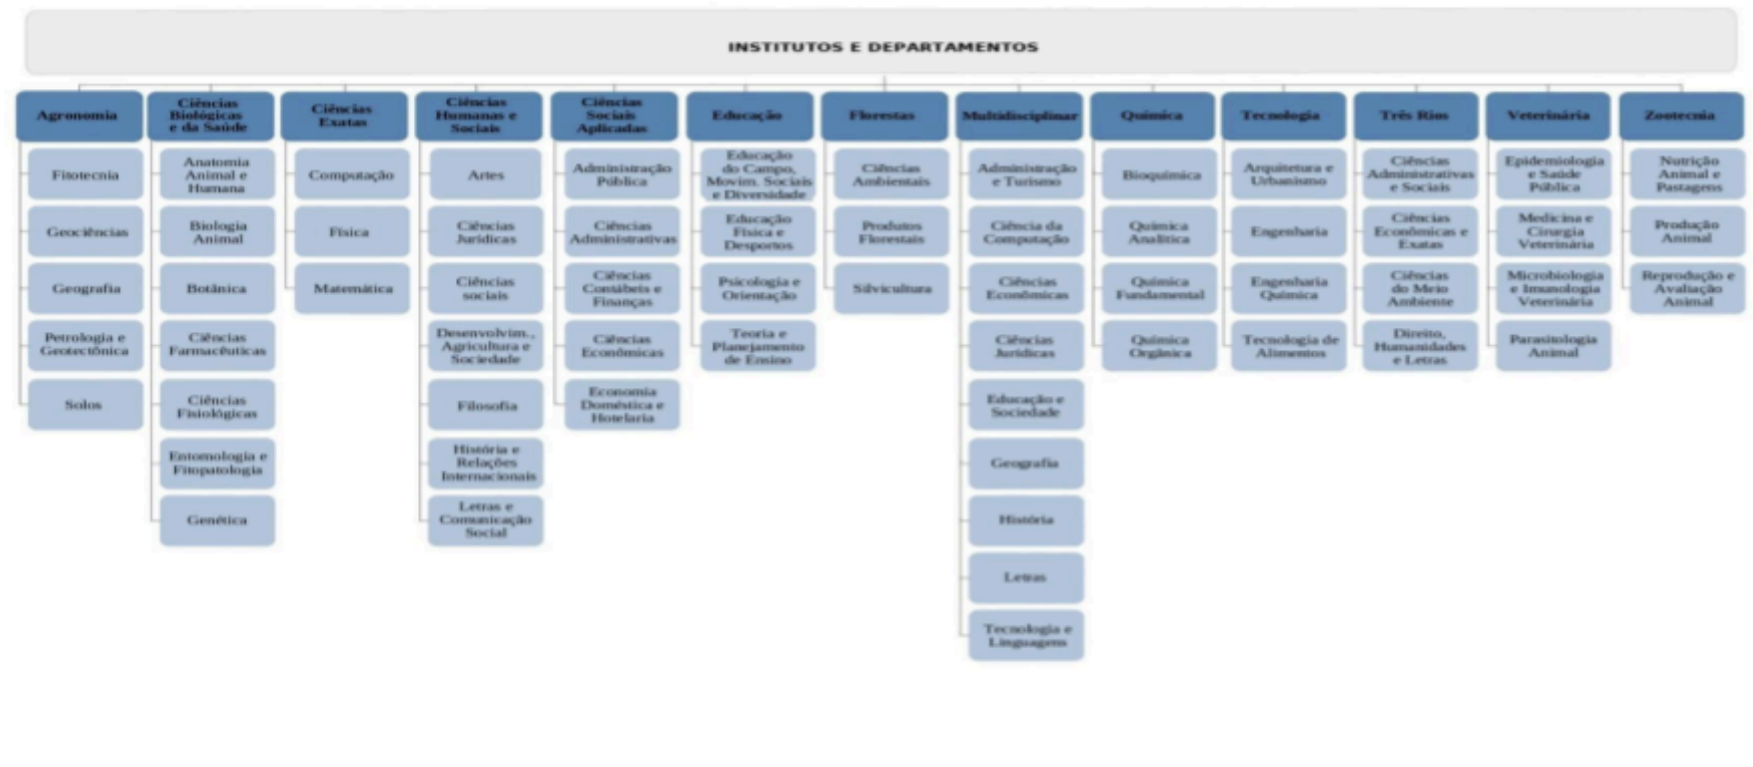 INSTITUTOS E DEPARTAMENTOS
Agronomia
Fitotecnia
Geociências
Geografia
Petrologia e
Geotectônica
Solos
Ciências
Biológicas
e da Saúde
Anatomia
Animal e
Humana
Biologia
Animal
Botânica
Ciências
Farmacêuticas
Ciências
Fisiológicas
Entomologia e
Fitopatologia
Genética
Ciências
Exatas
Computação
Física
Matemática
Ciências
Humanas e
Sociais
Artes
Ciências
Jurídicas
Ciências
sociais
Desenvolvim.,
Agricultura e
Sociedade
Filosofia
História e
Relações
Internacionais
Letras e
Comunicação
Social
Ciências
Sociais
Aplicadas
Administração
Pública
Ciências
Administrativas
Ciências
Contábeis e
Finanças
Ciências
Econômicas
Economia
Doméstica e
Hotelaria
Educação
Educação
do Campo,
Movim. Sociais
e Diversidade
Educação
Física e
Desportos
Psicologia e
Orientação
Teoria e
Planejamento
de Ensino
Florestas
Ciências
Ambientais
Produtos
Florestais
Silvicultura
Multidisciplinar
Administração
e Turismo
Ciência da
Computação
Ciências
Econômicas
Ciências
Jurídicas
Educação e
Sociedade
Geografia
História
Letras
Tecnologia e
Linguagens
Química
Bioquímica
Química
Analítica
Química
Fundamental
Química
Orgânica
Tecnologia
Arquitetura e
Urbanismo
Engenharia
Engenharia
Química
Tecnologia de
Alimentos
Três Rios
Ciências
Administrativas
e Sociais
Ciências
Econômicas e
Exatas
Ciências
do Meio
Ambiente
Direito,
Humanidades
e Letras
Veterinária
Epidemiologia
e Saúde
Pública
Medicina e
Cirurgia
Veterinária
Microbiologia
e Imunologia
Veterinária
Parasitologia
Animal
Zootecnia
Nutrição
Animal e
Pastagens
Produção
Animal
Reprodução e
Avaliação
Animal